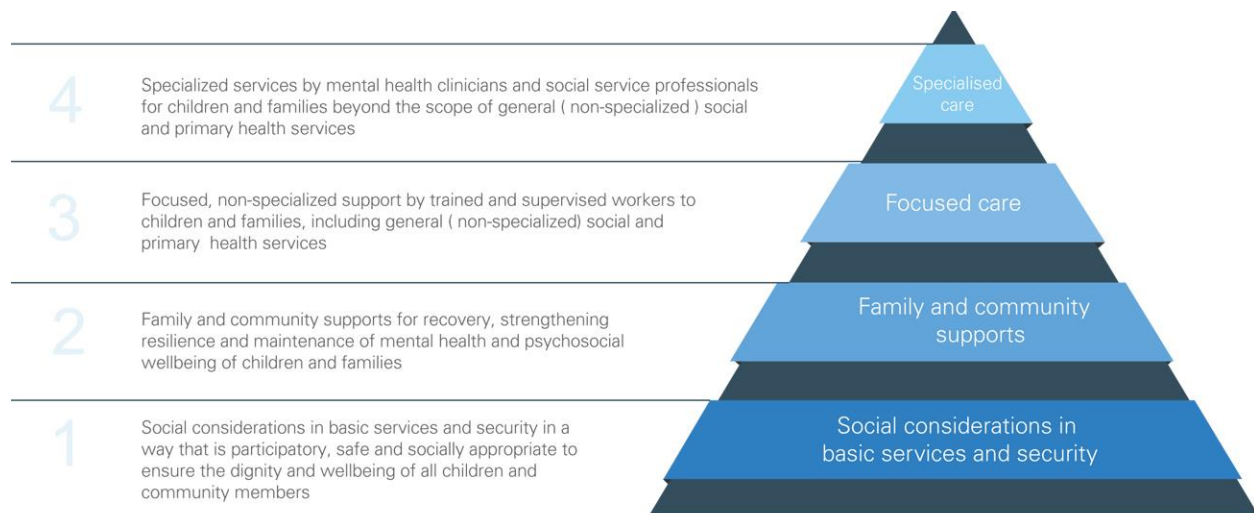 4
Specialized services by mental health clinicians and social service professionals
for children and families beyond the scope of general ( non-specialized ) social
and primary health services
Specialised
care
3
Focused, non-specialized support by trained and supervised workers to
children and families, including general ( non-specialized) social and
primary health services
Focused care
2
Family and community supports for recovery, strengthening
resilience and maintenance of mental health and psychosocial
wellbeing of children and families
Family and community
supports
1
Social considerations in basic services and security in a
way that is participatory, safe and socially appropriate to
ensure the dignity and wellbeing of all children and
community members
Social considerations in
basic services and security